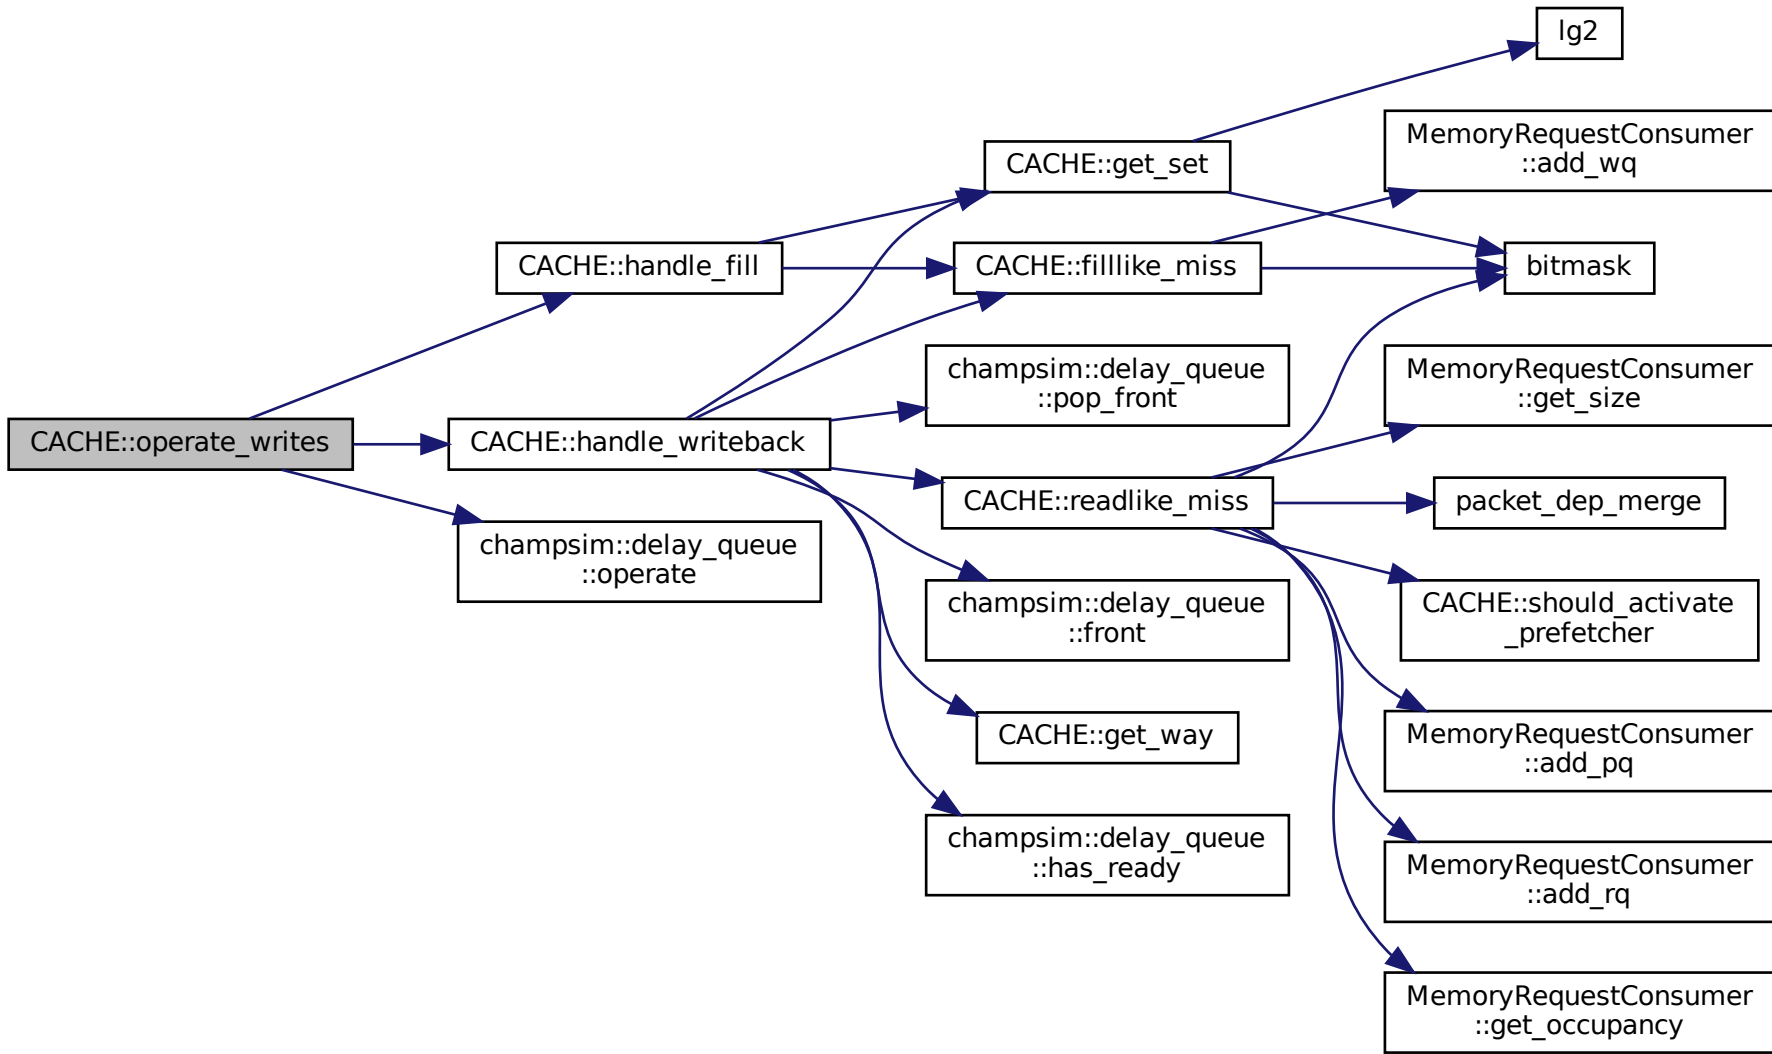 lg2
MemoryRequestConsumer
::add_wq
CACHE::get_set
CACHE::handle_fill
CACHE::filllike_miss
bitmask
champsim::delay_queue
::pop_front
MemoryRequestConsumer
::get_size
CACHE::operate_writes
CACHE::handle_writeback
CACHE::readlike_miss
packet_dep_merge
champsim::delay_queue
::operate
champsim::delay_queue
::front
CACHE::should_activate
_prefetcher
CACHE::get_way
MemoryRequestConsumer
::add_pq
champsim::delay_queue
::has_ready
MemoryRequestConsumer
::add_rq
MemoryRequestConsumer
::get_occupancy